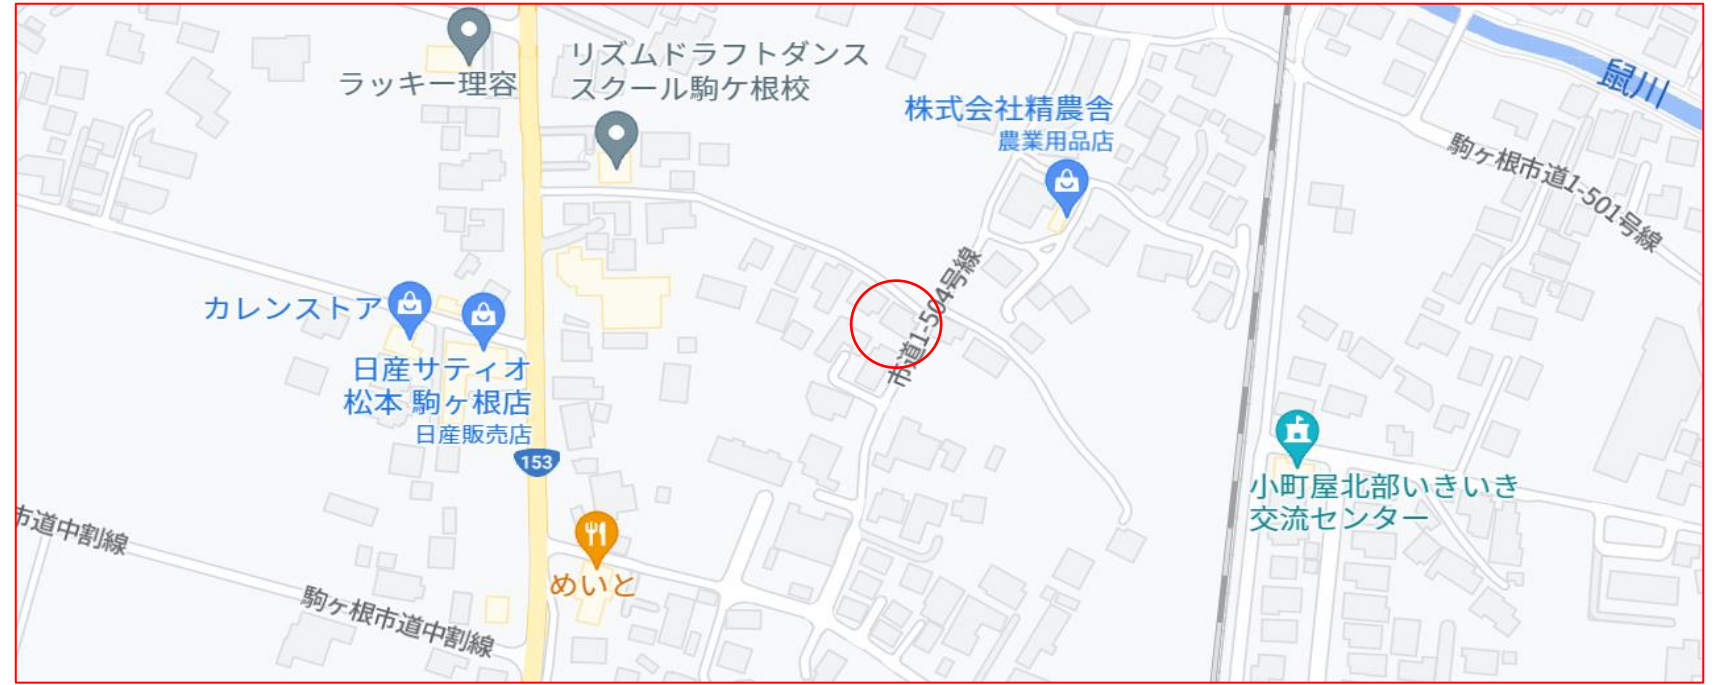 ラッキー理容
リズムドラフトダンス
スクール駒ケ根校
株式会社精農舎
農業用品店
鼠川
駒ヶ根市道1-501号線
市道1-504号線
カレンストア
日産サティオ
松本 駒ヶ根店
日産販売店
153
小町屋北部いきいき
交流センター
市道中割線
めいと
駒ヶ根市道中割線